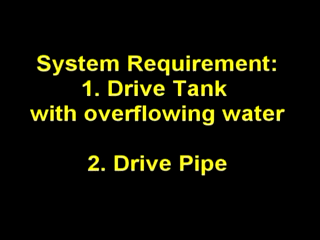 System Requirement:
1. Drive Tank
with overflowing water
2. Drive Pipe